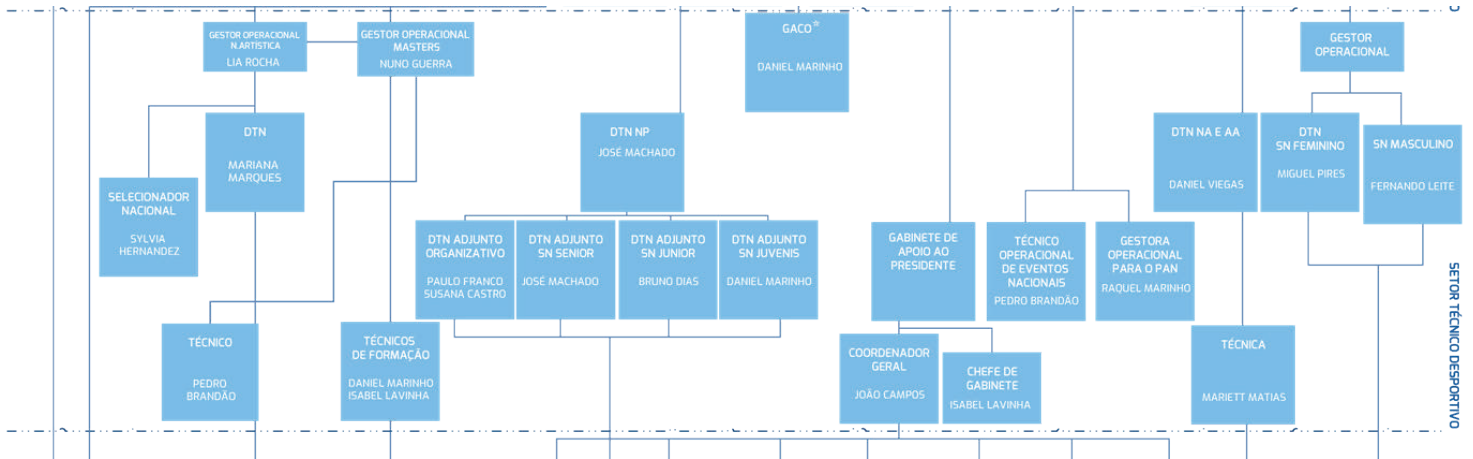 GESTOR OPERACIONAL
N.ARTÍSTICA
LIA ROCHA
GESTOR OPERACIONAL
MASTERS
NUNO GUERRA
GACO*
DANIEL MARINHO
GESTOR
OPERACIONAL
DTN
MARIANA
MARQUES
SELECIONADOR
NACIONAL
SYLVIA
HERNANDEZ
DTN NP
JOSÉ MACHADO
DTN NA E AA
DANIEL VIEGAS
DTN
SN FEMININO
MIGUEL PIRES
SN MASCULINO
FERNANDO LEITE
DTN ADJUNTO
ORGANIZATIVO
PAULO FRANCO
SUSANA CASTRO
DTN ADJUNTO
SN SENIOR
JOSÉ MACHADO
DTN ADJUNTO
SN JUNIOR
BRUNO DIAS
DTN ADJUNTO
SN JUVENIS
DANIEL MARINHO
GABINETE DE
APOIO AO
PRESIDENTE
TÉCNICO
OPERACIONAL
DE EVENTOS
NACIONAIS
PEDRO BRANDÃO
GESTORA
OPERACIONAL
PARA O PAN
RAQUEL MARINHO
TÉCNICO
PEDRO
BRANDÃO
TÉCNICOS
DE FORMAÇÃO
DANIEL MARINHO
ISABEL LAVINHA
COORDENADOR
GERAL
JOÃO CAMPOS
CHEFE DE
GABINETE
ISABEL LAVINHA
TÉCNICA
MARIETT MATIAS
SETOR TÉCNICO DESPORTIVO